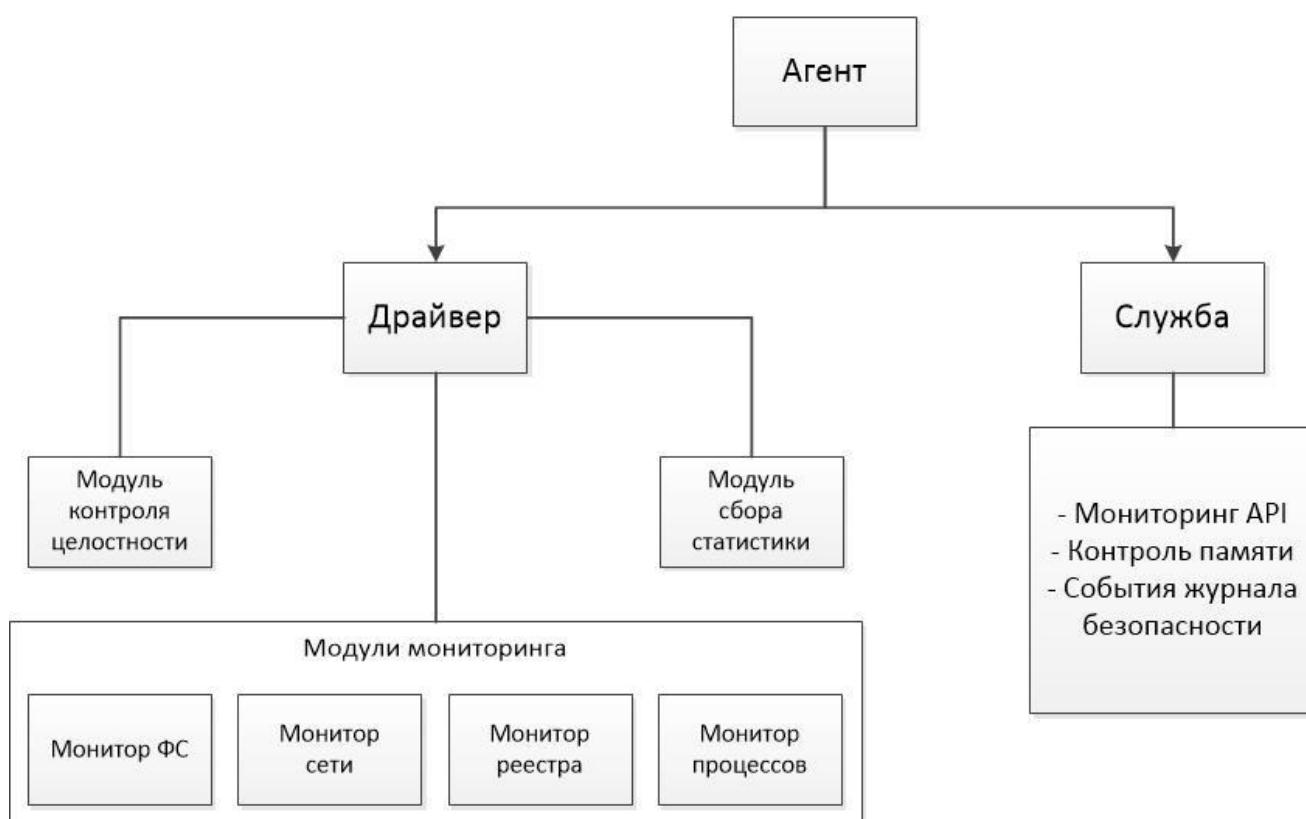 Агент
Драйвер
Служба
Модуль
контроля
целостности
Модуль
сбора
статистики
- Мониторинг API
- Контроль памяти
- События журнала
безопасности
Модули мониторинга
Монитор ФС
Монитор
сети
Монитор
реестра
Монитор
процессов